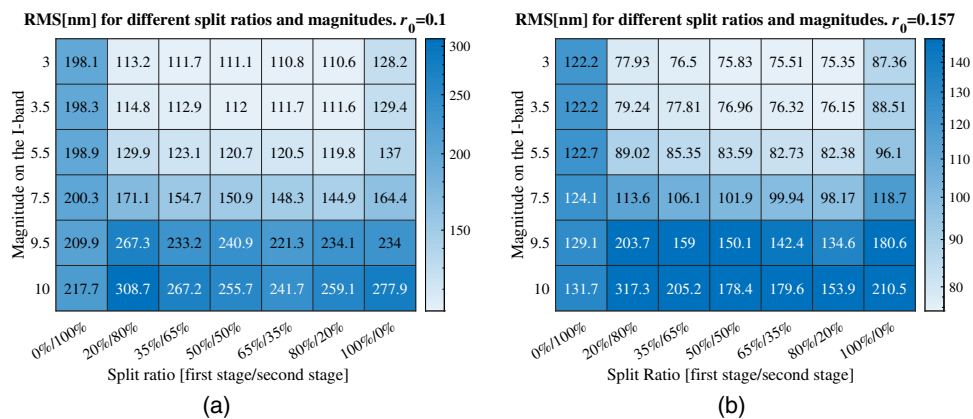 RMS[nm] for different split ratios and magnitudes. r0=0.1
Magnitude on the I-band
3 198.1 113.2 111.7 111.1 110.8 110.6 128.2
3.5 198.3 114.8 112.9 112 111.7 111.6 129.4
5.5 198.9 129.9 123.1 120.7 120.5 119.8 137
7.5 200.3 171.1 154.7 150.9 148.3 144.9 164.4
9.5 209.9 267.3 233.2 240.9 221.3 234.1 234
10 217.7 308.7 267.2 255.7 241.7 259.1 277.9
0%/100% 20%/80% 35%/65% 50%/50% 65%/35% 80%/20% 100%/0%
Split ratio [first stage/second stage]
300
250
200
150
(a)
RMS[nm] for different split ratios and magnitudes. r0=0.157
Magnitude on the I-band
3 122.2 77.93 76.5 75.83 75.51 75.35 87.36
3.5 122.2 79.24 77.81 76.96 76.32 76.15 88.51
5.5 122.7 89.02 85.35 83.59 82.73 82.38 96.1
7.5 124.1 113.6 106.1 101.9 99.94 98.17 118.7
9.5 129.1 203.7 159 150.1 142.4 134.6 180.6
10 131.7 317.3 205.2 178.4 179.6 153.9 210.5
0%/100% 20%/80% 35%/65% 50%/50% 65%/35% 80%/20% 100%/0%
Split Ratio [first stage/second stage]
140
120
100
90
80
(b)